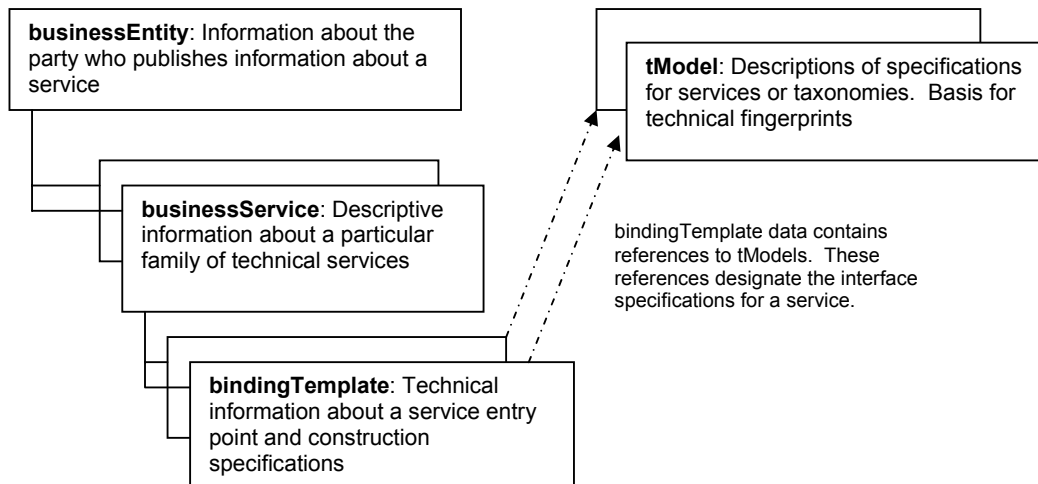 businessEntity: Information about the
party who publishes information about a
service
tModel: Descriptions of specifications
for services or taxonomies.  Basis for
technical fingerprints
businessService: Descriptive
information about a particular
family of technical services
bindingTemplate data contains
references to tModels.  These
references designate the interface
specifications for a service.
bindingTemplate: Technical
information about a service entry
point and construction
specifications